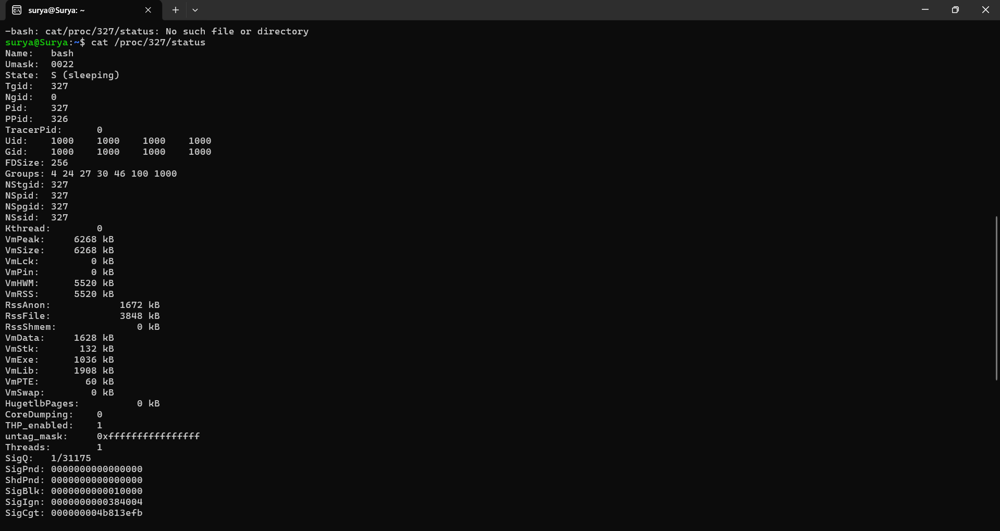 surya@Surya: ~
-bash: cat/proc/327/status: No such file or directory
surya@Surya:~$ cat /proc/327/status
Name:   bash
Umask:  0022
State:  S (sleeping)
Tgid:   327
Ngid:   0
Pid:    327
PPid:   326
TracerPid:      0
Uid:    1000    1000    1000    1000
Gid:    1000    1000    1000    1000
FDSize: 256
Groups: 4 24 27 30 46 100 1000
NStgid: 327
NSpid:  327
NSpgid: 327
NSsid:  327
Kthread:        0
VmPeak:     6268 kB
VmSize:     6268 kB
VmLck:         0 kB
VmPin:         0 kB
VmHWM:      5520 kB
VmRSS:      5520 kB
RssAnon:            1672 kB
RssFile:            3848 kB
RssShmem:              0 kB
VmData:     1628 kB
VmStk:       132 kB
VmExe:      1036 kB
VmLib:      1908 kB
VmPTE:        60 kB
VmSwap:        0 kB
HugetlbPages:          0 kB
CoreDumping:    0
THP_enabled:    1
untag_mask:     0xffffffffffffffff
Threads:        1
SigQ:   1/31175
SigPnd: 0000000000000000
ShdPnd: 0000000000000000
SigBlk: 0000000000010000
SigIgn: 0000000000384004
SigCgt: 000000004b813efb